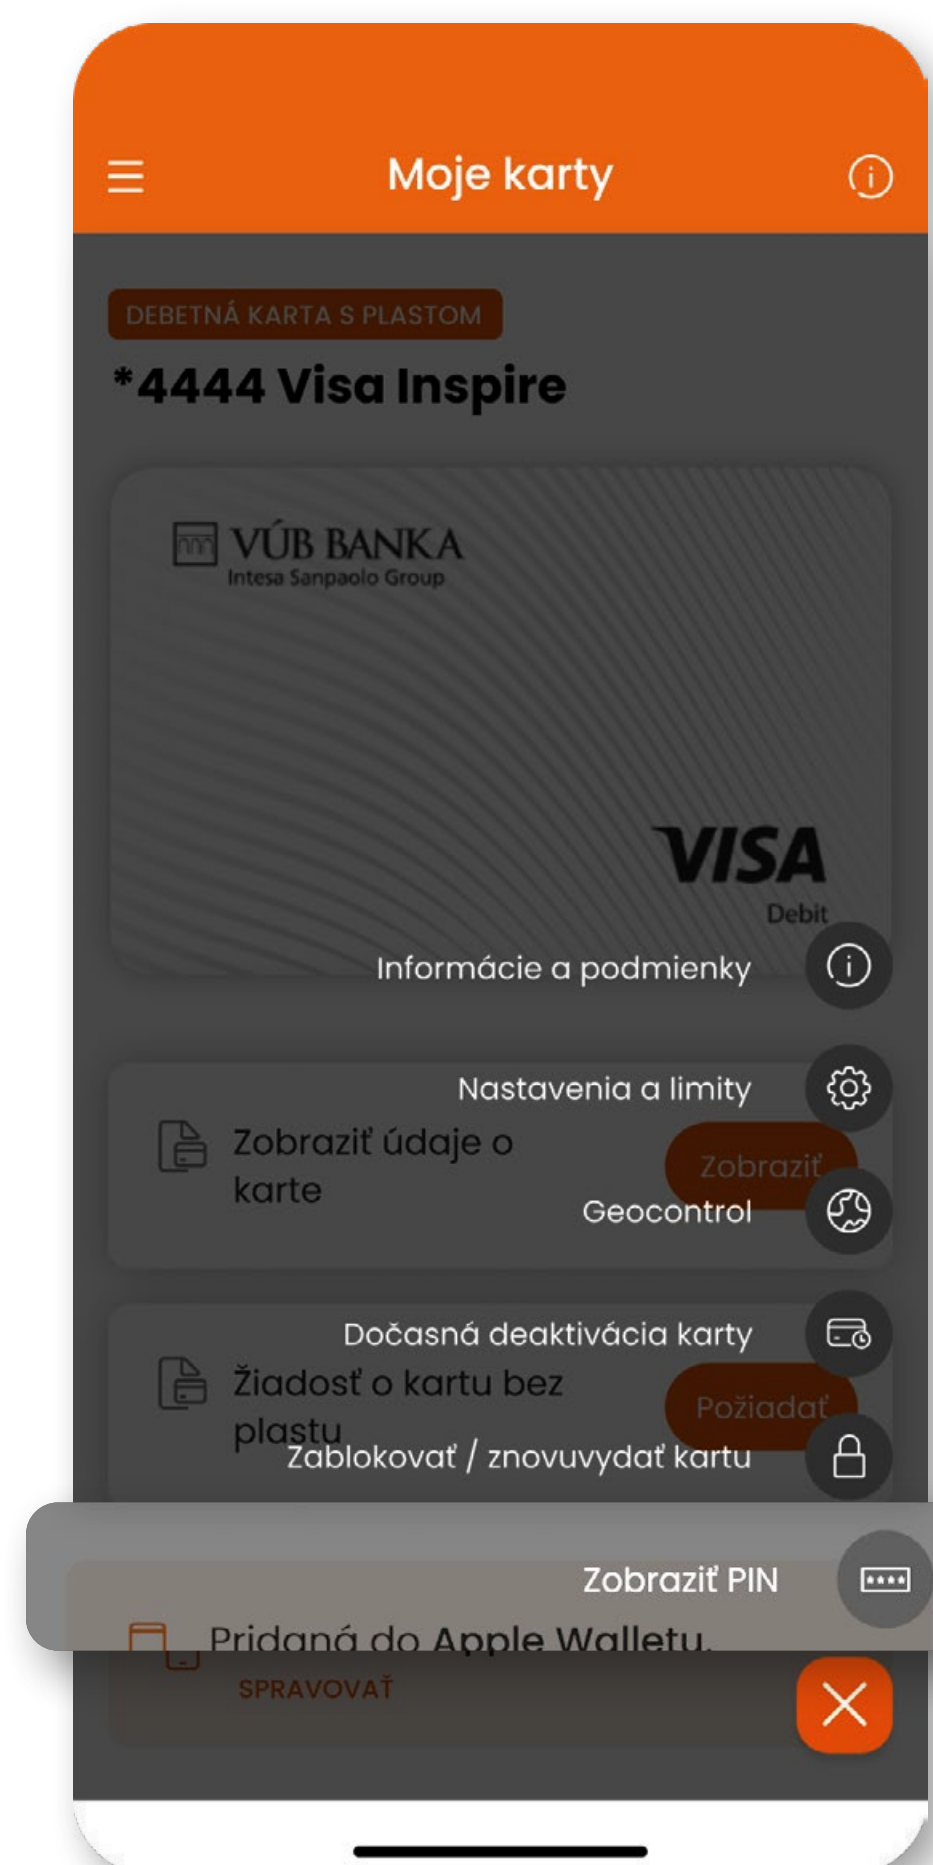 Moje karty
DEBETNÁ KARTA S PLASTOM
*4444 Visa Inspire
VÚB BANKA
Intesa Sanpaolo Group
VISA
Debit
Informácie a podmienky
Nastavenia a limity
Zobraziť údaje o
karte
Zobraziť
Geocontrol
Dočasná deaktivácia karty
Žiadosť o kartu bez
plastu
Požiadať
Zablokovať / znovuvydať kartu
Zobraziť PIN
Pridaná do Apple Walletu.
SPRAVOVAŤ